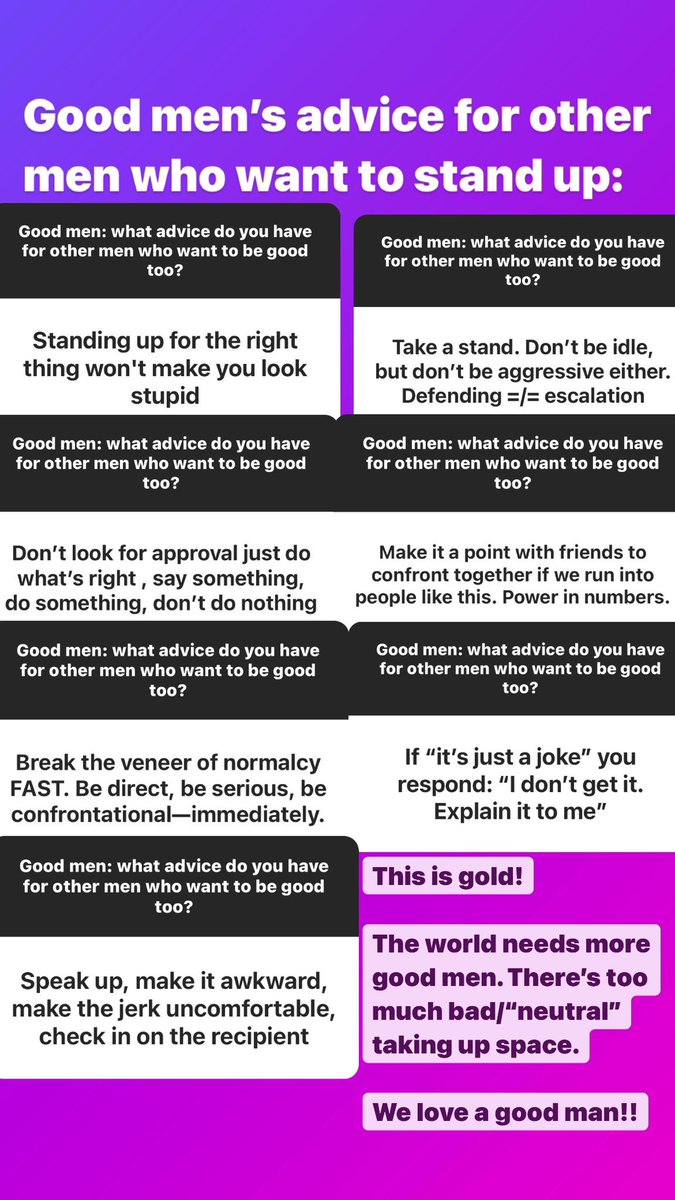 Good men’s advice for other
men who want to stand up:
Good men: what advice do you have
for other men who want to be good
too?
Standing up for the right
thing won't make you look
stupid
Good men: what advice do you have
for other men who want to be good
too?
Take a stand. Don’t be idle,
but don’t be aggressive either.
Defending =/= escalation
Good men: what advice do you have
for other men who want to be good
too?
Don’t look for approval just do
what’s right , say something,
do something, don’t do nothing
Good men: what advice do you have
for other men who want to be good
too?
Make it a point with friends to
confront together if we run into
people like this. Power in numbers.
Good men: what advice do you have
for other men who want to be good
too?
Break the veneer of normalcy
FAST. Be direct, be serious, be
confrontational—immediately.
Good men: what advice do you have
for other men who want to be good
too?
If “it’s just a joke” you
respond: “I don’t get it.
Explain it to me”
Good men: what advice do you have
for other men who want to be good
too?
Speak up, make it awkward,
make the jerk uncomfortable,
check in on the recipient
This is gold!
The world needs more
good men. There’s too
much bad/“neutral”
taking up space.
We love a good man!!